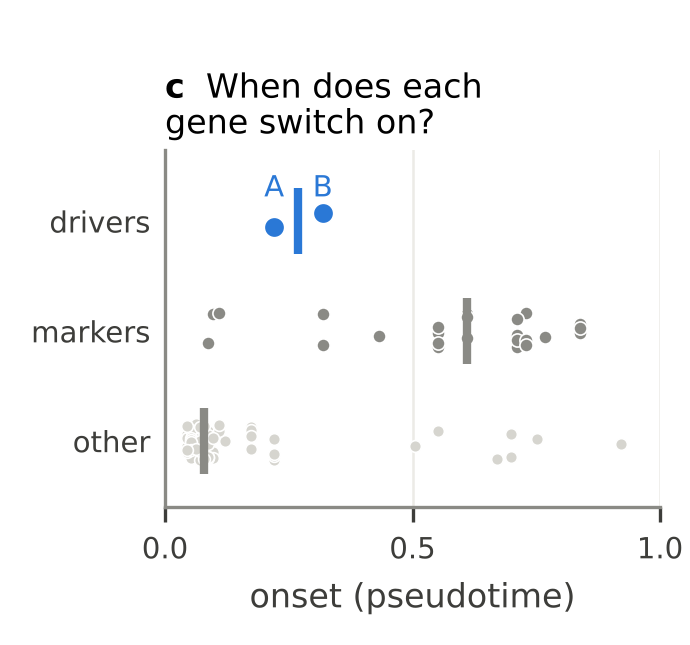 c When does each
gene switch on?
A B
drivers
markers
other
0.0 0.5 1.0
onset (pseudotime)